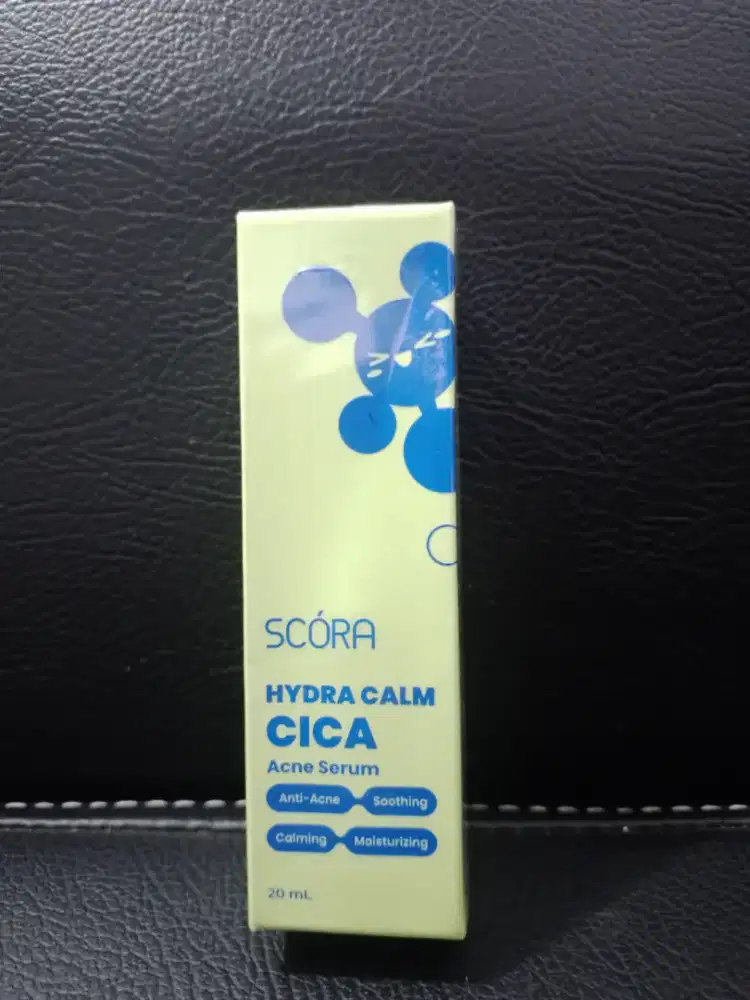 SCÓRA
HYDRA CALM
CICA
Acne Serum
Anti-Acne Soothing
Calming Moisturizing
20 mL